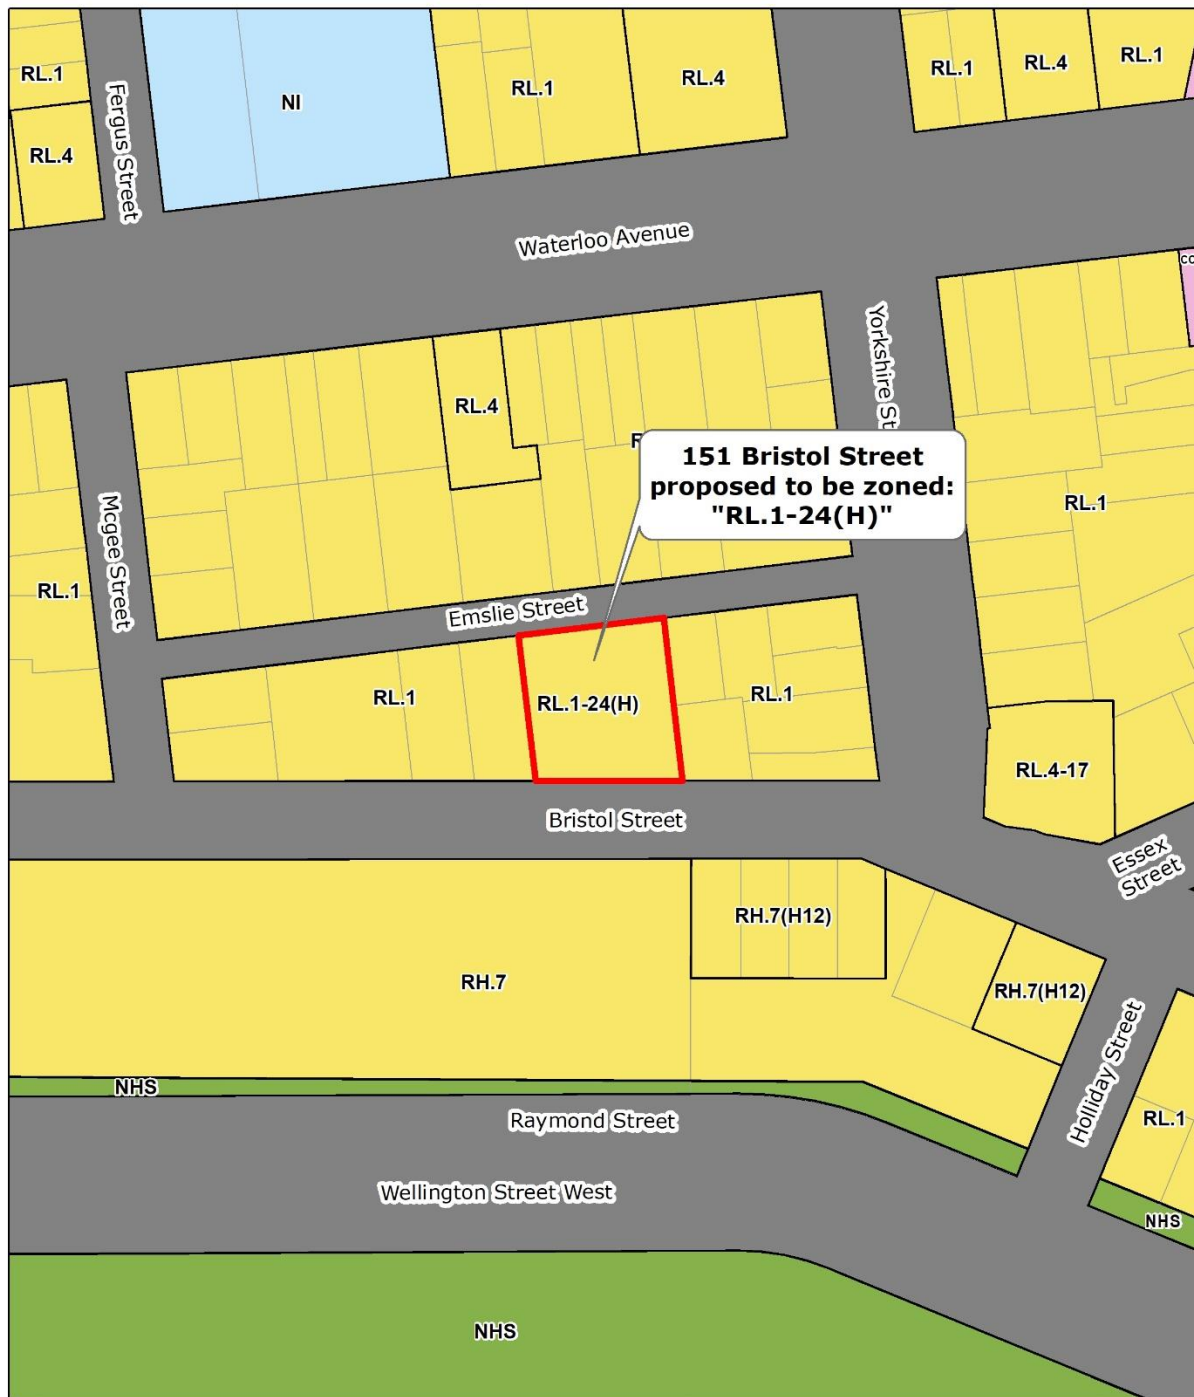 RL.1
Fergus Street
NI
RL.1
RL.4
RL.1
RL.4
RL.1
RL.4
Waterloo Avenue
Yorkshire St
RL.4
151 Bristol Street
proposed to be zoned:
"RL.1-24(H)"
RL.1
Mcgee Street
RL.1
Emslie Street
RL.1
RL.1-24(H)
RL.1
RL.4-17
Bristol Street
Essex
Street
RH.7
RH.7(H12)
RH.7(H12)
Holliday Street
NHS
Raymond Street
RL.1
Wellington Street West
NHS
NHS